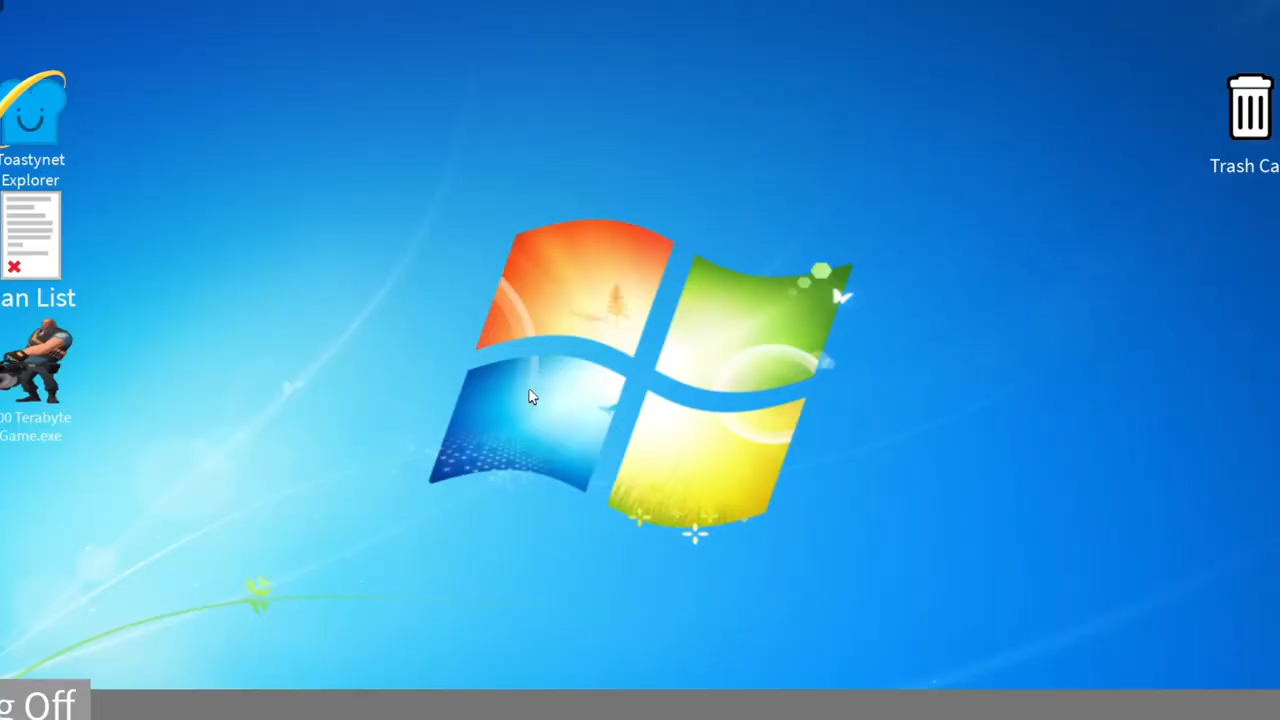 Toastynet
Explorer
an List
00 Terabyte
Game.exe
Trash Ca
g Off